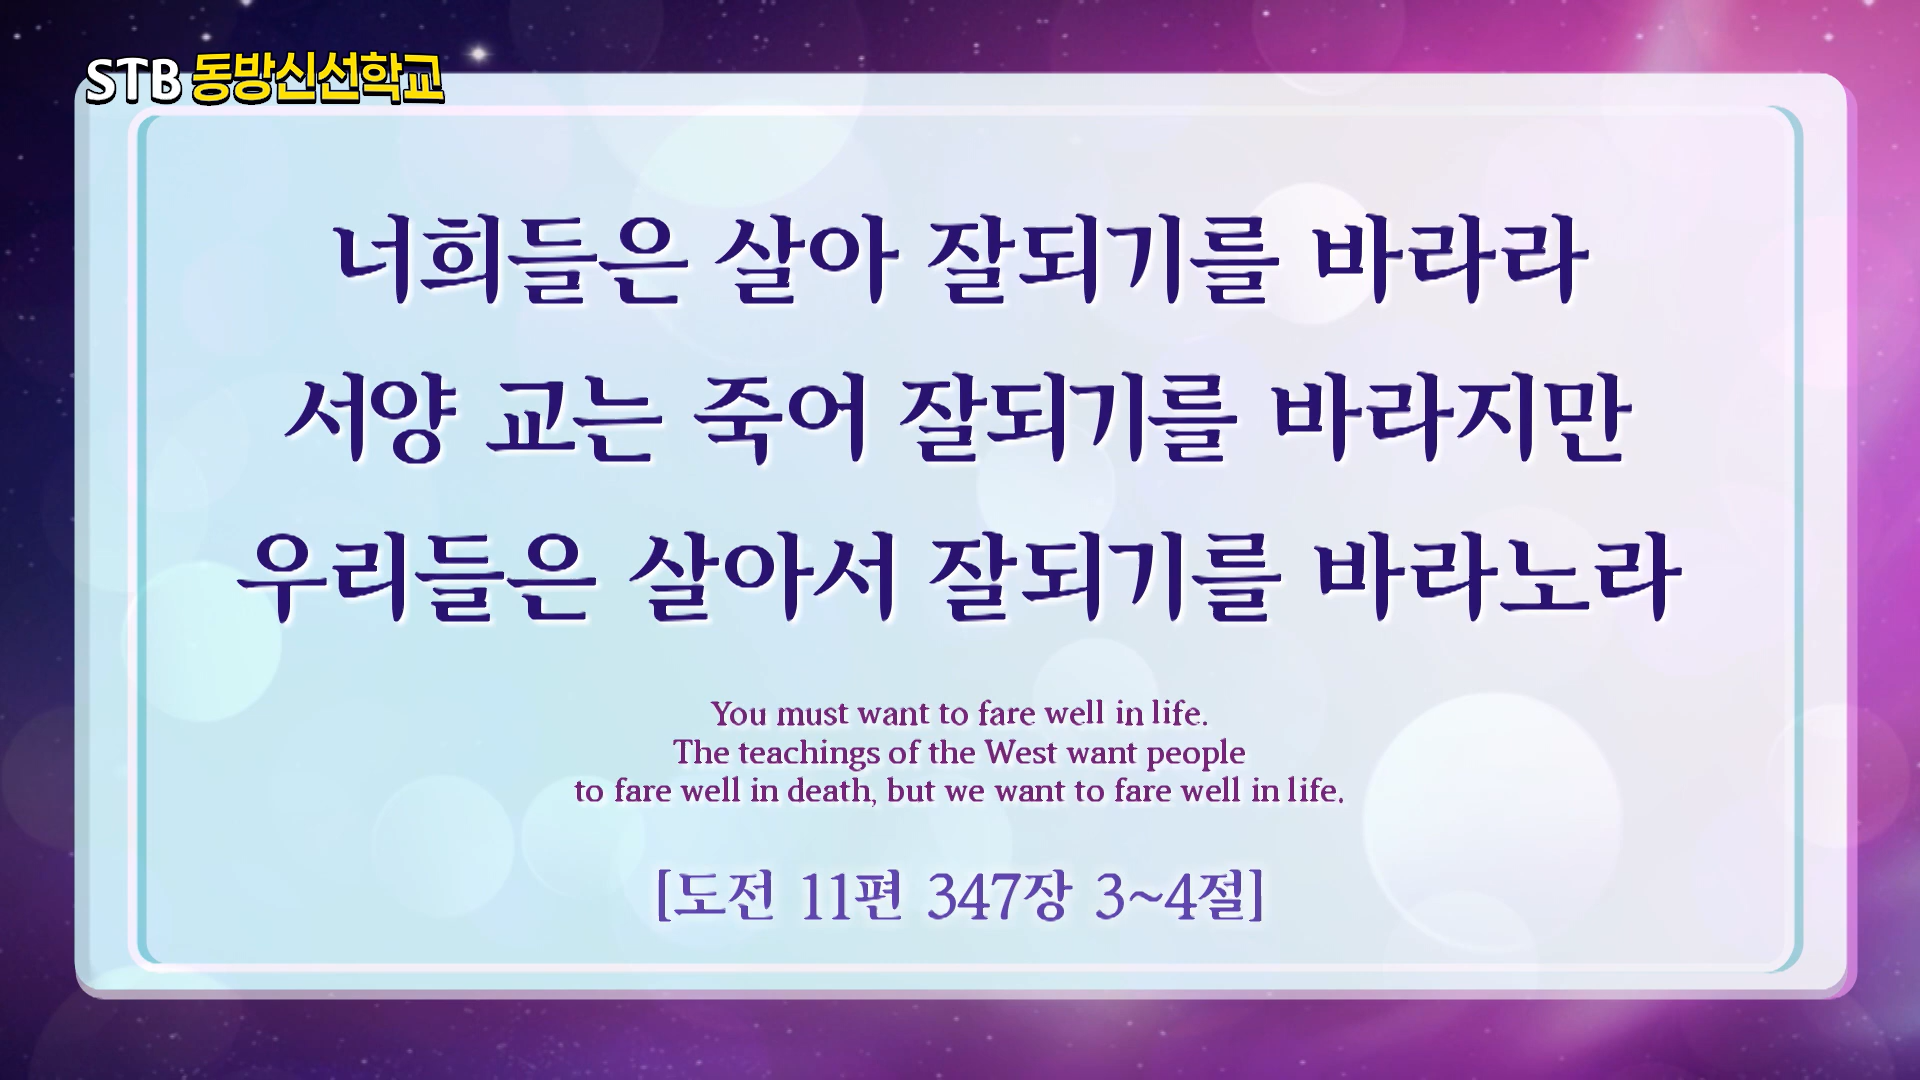 STB 동방신선학교
너희들은 살아 잘되기를 바라라
서양 교는 죽어 잘되기를 바라지만
우리들은 살아서 잘되기를 바라노라
You must want to fare well in life.
The teachings of the West want people
to fare well in death, but we want to fare well in life.
[도전 11편 347장 3~4절]